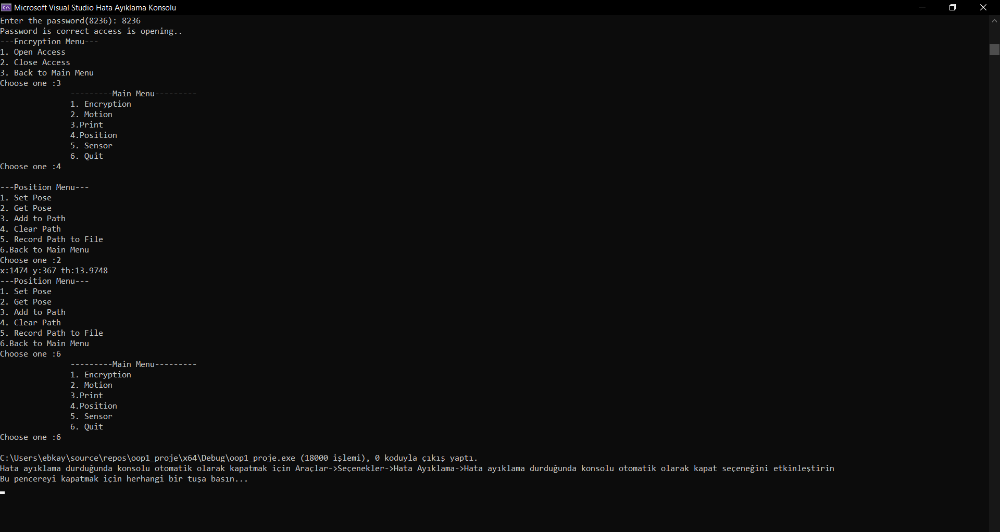 Microsoft Visual Studio Hata Ayıklama Konsolu
Enter the password(8236): 8236
Password is correct access is opening..
---Encryption Menu---
1. Open Access
2. Close Access
3. Back to Main Menu
Choose one :3
---------Main Menu---------
1. Encryption
2. Motion
3.Print
4.Position
5. Sensor
6. Quit
Choose one :4
---Position Menu---
1. Set Pose
2. Get Pose
3. Add to Path
4. Clear Path
5. Record Path to File
6.Back to Main Menu
Choose one :2
x:1474 y:367 th:13.9748
---Position Menu---
1. Set Pose
2. Get Pose
3. Add to Path
4. Clear Path
5. Record Path to File
6.Back to Main Menu
Choose one :6
---------Main Menu---------
1. Encryption
2. Motion
3.Print
4.Position
5. Sensor
6. Quit
Choose one :6
C:\Users\ebkay\source\repos\oop1_proje\x64\Debug\oop1_proje.exe (18000 işlemi), 0 koduyla çıkış yaptı.
Hata ayıklama durduğunda konsolu otomatik olarak kapatmak için Araçlar->Seçenekler->Hata Ayıklama->Hata ayıklama durduğunda konsolu otomatik olarak kapat seçeneğini etkinleştirin
Bu pencereyi kapatmak için herhangi bir tuşa basın...